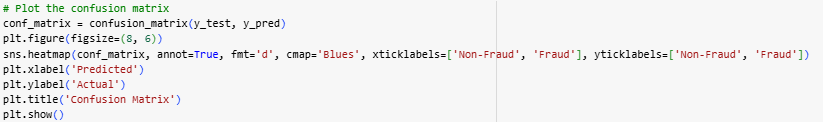 # Plot the confusion matrix
conf_matrix = confusion_matrix(y_test, y_pred)
plt.figure(figsize=(8, 6))
sns.heatmap(conf_matrix, annot=True, fmt='d', cmap='Blues', xticklabels=['Non-Fraud', 'Fraud'], yticklabels=['Non-Fraud', 'Fraud'])
plt.xlabel('Predicted')
plt.ylabel('Actual')
plt.title('Confusion Matrix')
plt.show()